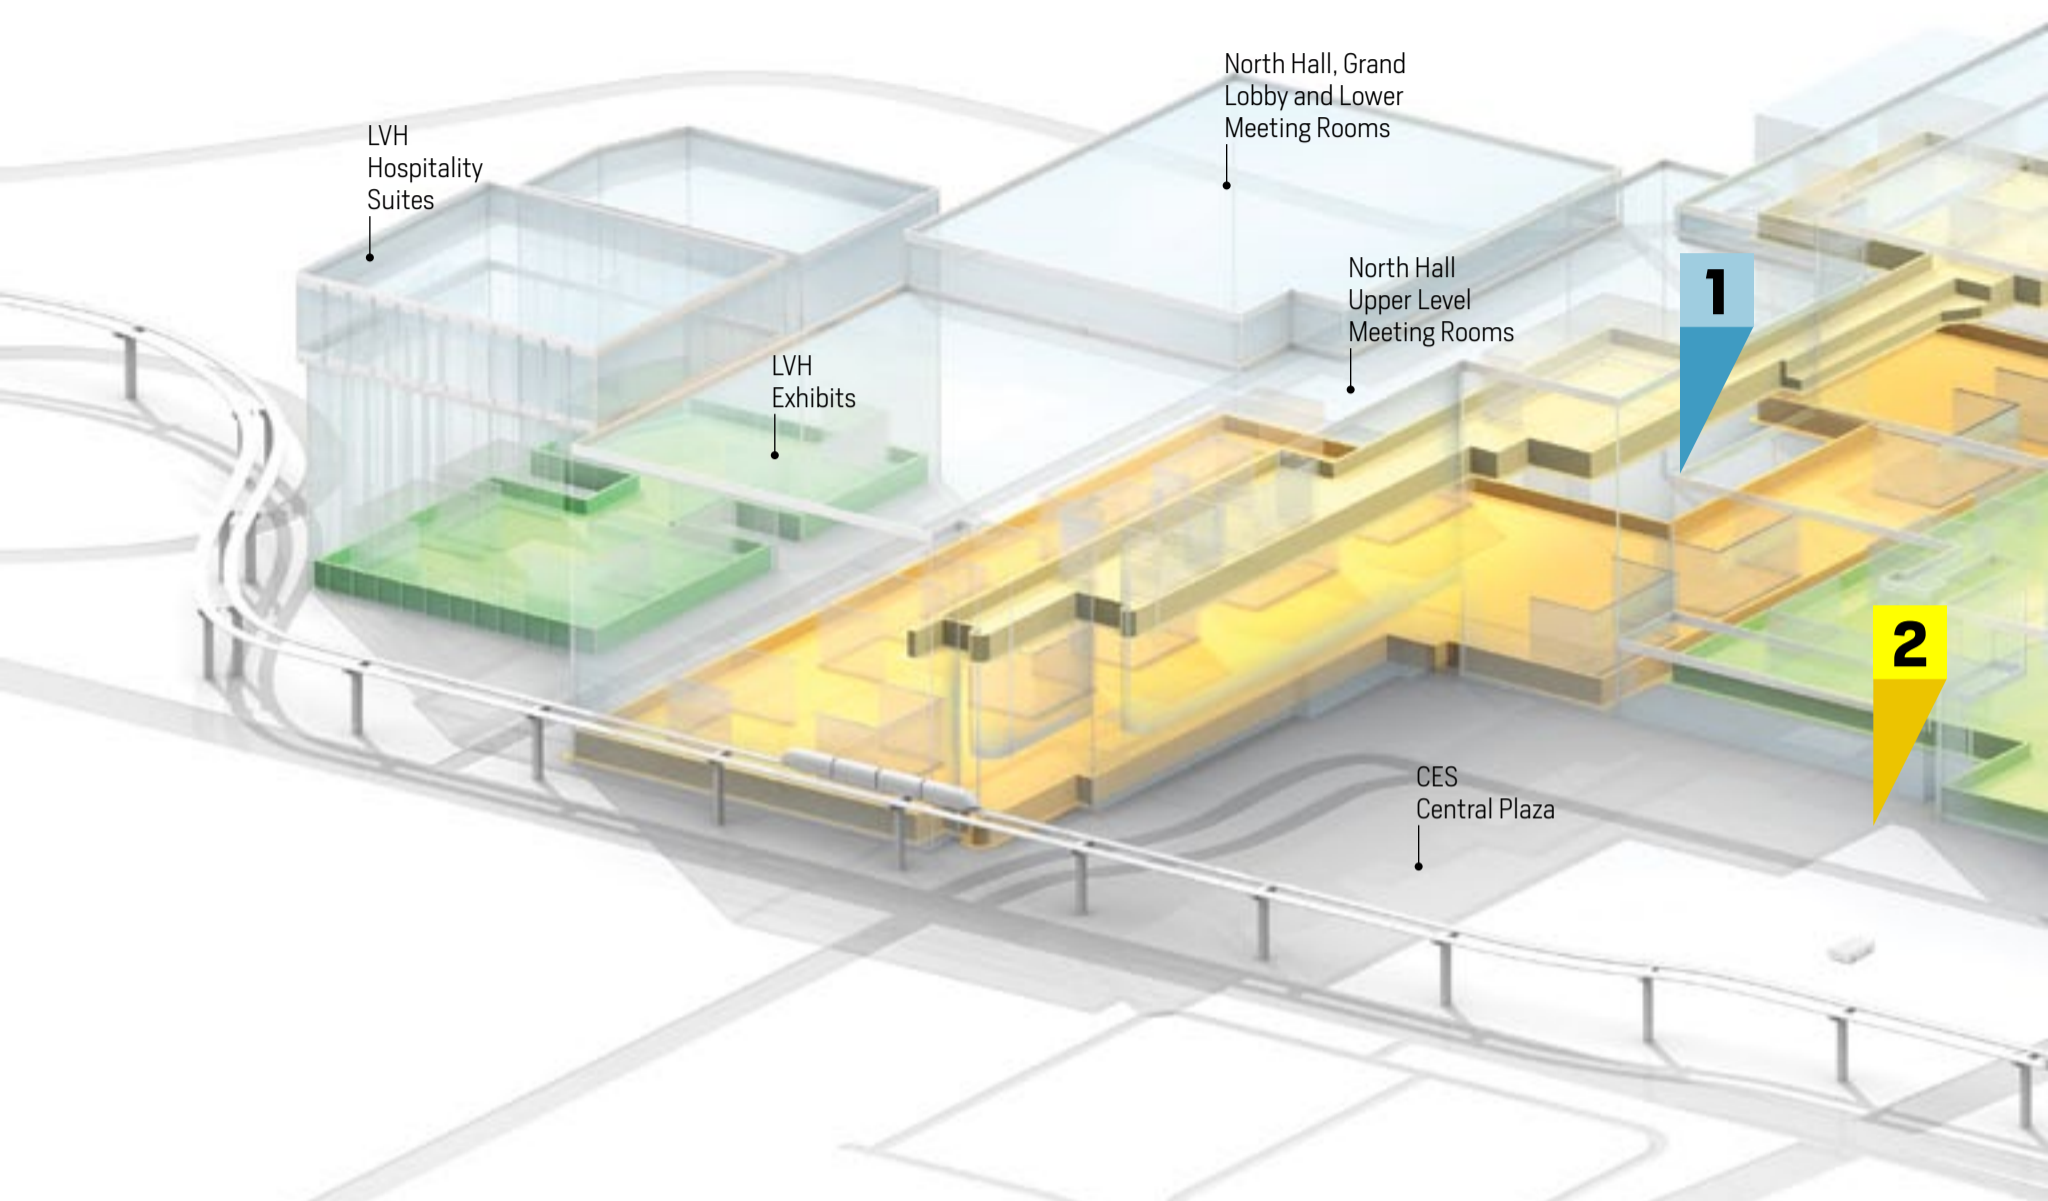 North Hall, Grand
Lobby and Lower
Meeting Rooms
LVH
Hospitality
Suites
North Hall
Upper Level
Meeting Rooms
1
LVH
Exhibits
2
CES
Central Plaza